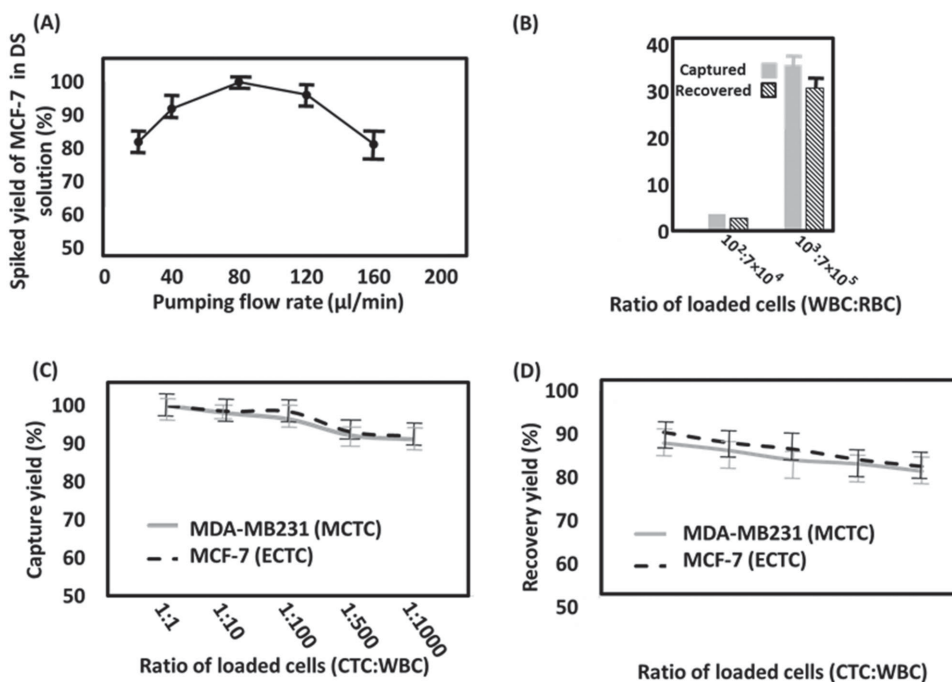 (A)
Spiked yield of MCF-7 in DS
solution (%)
100
90
80
70
60
50
0 40 80 120 160 200
Pumping flow rate (µl/min)
(B)
40
30
20
10
0
Captured
Recovered
10²:7×10⁴
10³:7×10⁵
Ratio of loaded cells (WBC:RBC)
(C)
Capture yield (%)
100
90
80
70
60
50
MDA-MB231 (MCTC)
MCF-7 (ECTC)
1:1
1:10
1:100
1:500
1:1000
Ratio of loaded cells (CTC:WBC)
(D)
Recovery yield (%)
100
90
80
70
60
50
MDA-MB231 (MCTC)
MCF-7 (ECTC)
Ratio of loaded cells (CTC:WBC)